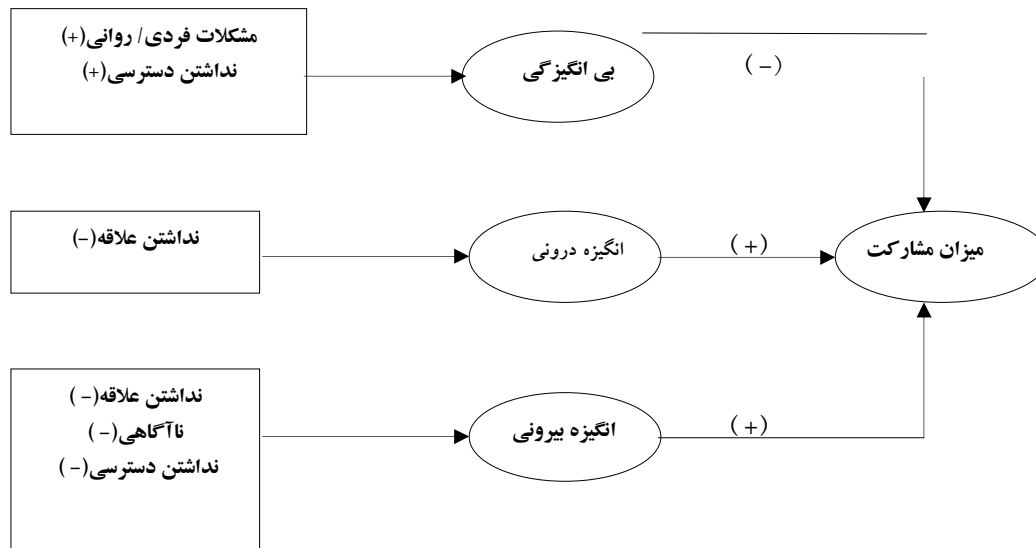 مشکلات فردی/ روانی(+)
نداشتن دسترسی(+)
بی انگیزگی
(-)
نداشتن علاقه(-)
انگیزه درونی
(+)
میزان مشارکت
نداشتن علاقه(-)
ناآگاهی(-)
نداشتن دسترسی(-)
انگیزه بیرونی
(+)